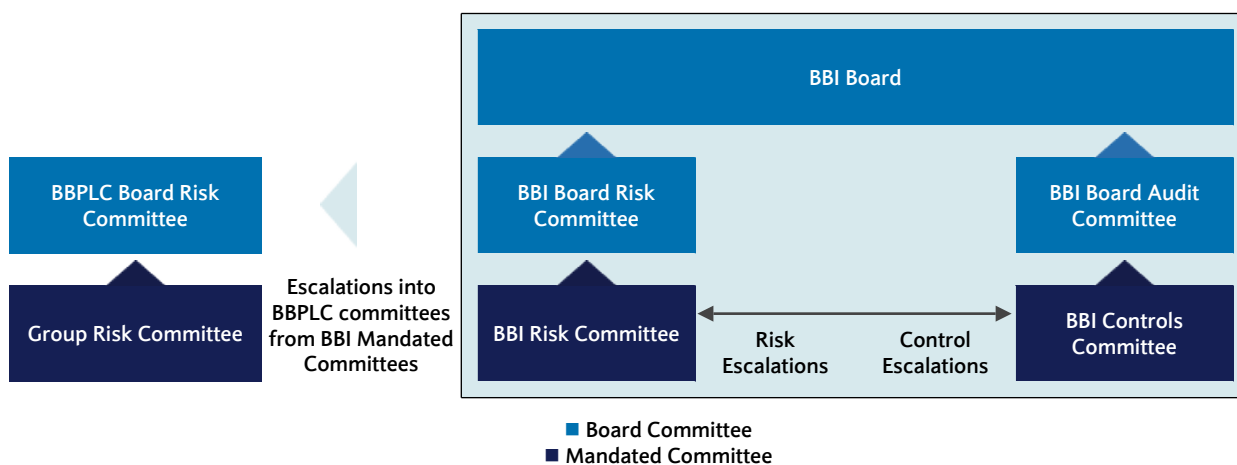 BBI Board
BBPLC Board Risk
Committee
BBI Board Risk
Committee
BBI Board Audit
Committee
Escalations into
BBPLC committees
from BBI Mandated
Committees
Group Risk Committee
BBI Risk Committee
Risk
Escalations
Control
Escalations
BBI Controls
Committee
Board Committee
Mandated Committee